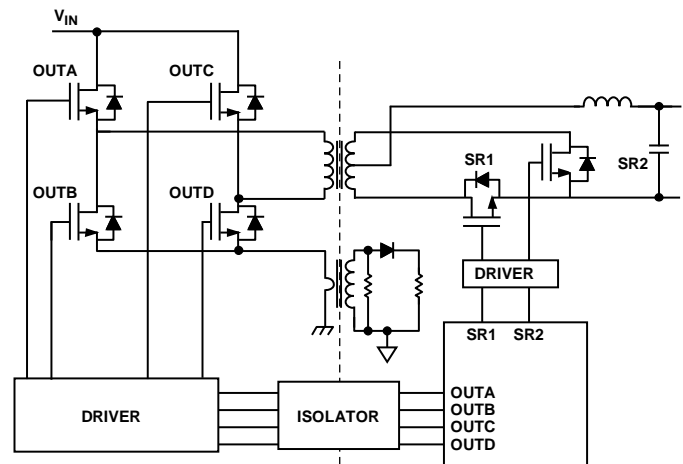 VIN
OUTA
OUTC
OUTB
OUTD
SR1
SR2
DRIVER
SR1 SR2
DRIVER
ISOLATOR
OUTA
OUTB
OUTC
OUTD